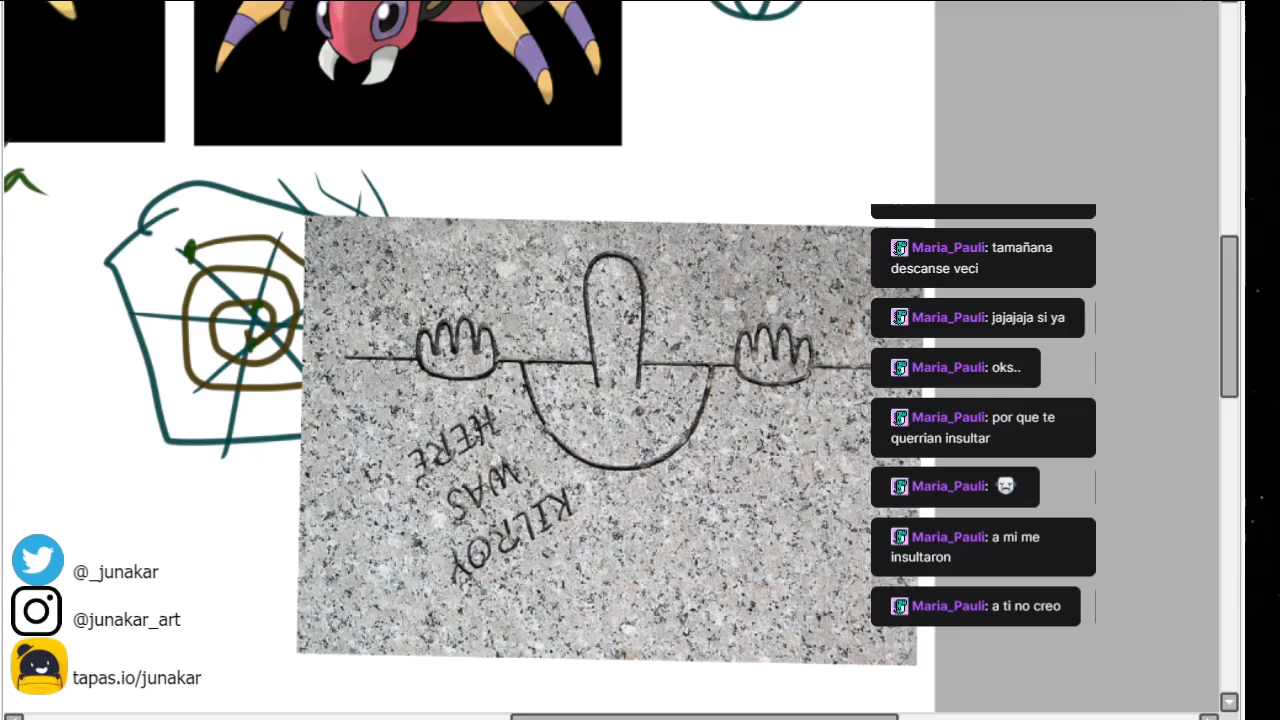 Maria_Pauli: tamañana
descanse veci
Maria_Pauli: jajajaja si ya
Maria_Pauli: oks..
Maria_Pauli: por que te
querrian insultar
Maria_Pauli:
Maria_Pauli: a mi me
insultaron
Maria_Pauli: a ti no creo
KILROY
WAS
HERE
@_junakar
@junakar_art
tapas.io/junakar